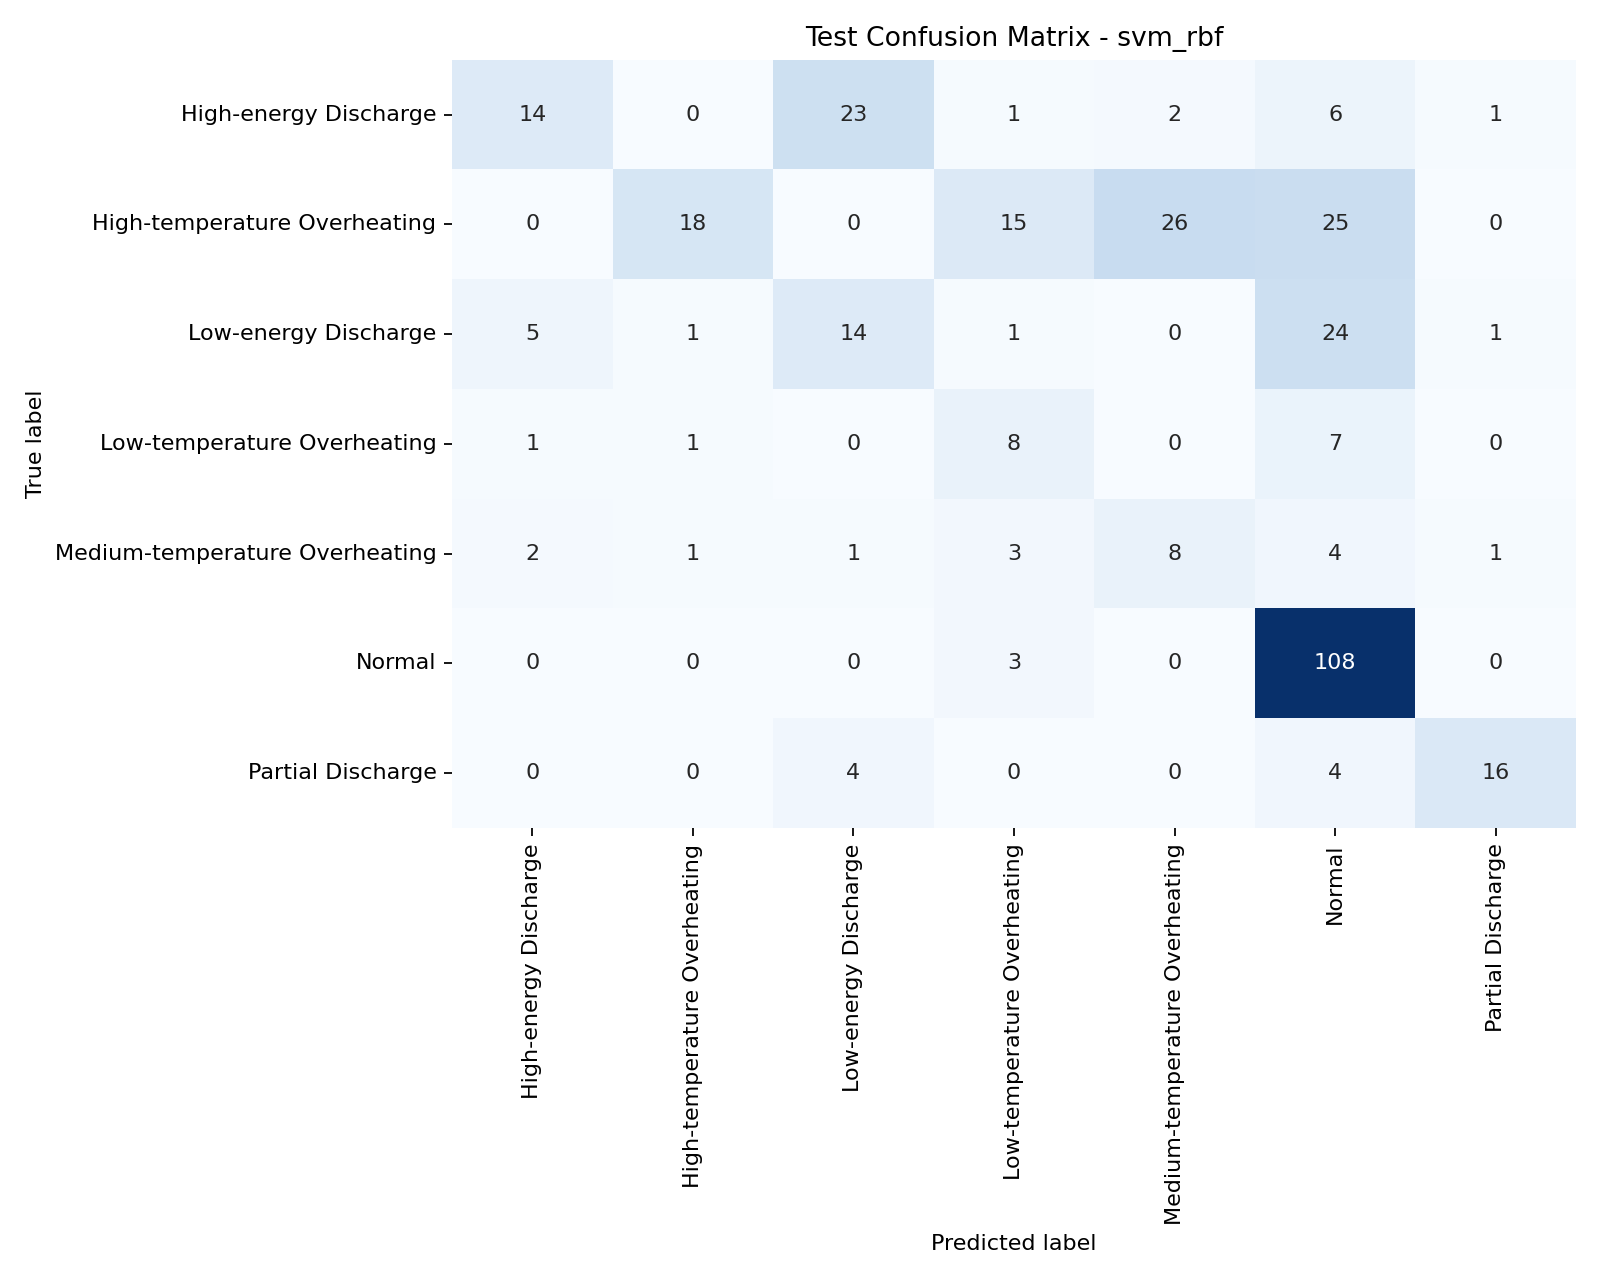 Test Confusion Matrix - svm_rbf
High-energy Discharge 14 0 23 1 2 6 1
High-temperature Overheating 0 18 0 15 26 25 0
Low-energy Discharge 5 1 14 1 0 24 1
Low-temperature Overheating 1 1 0 8 0 7 0
Medium-temperature Overheating 2 1 1 3 8 4 1
Normal 0 0 0 3 0 108 0
Partial Discharge 0 0 4 0 0 4 16
True label
High-energy Discharge
High-temperature Overheating
Low-energy Discharge
Low-temperature Overheating
Medium-temperature Overheating
Normal
Partial Discharge
Predicted label